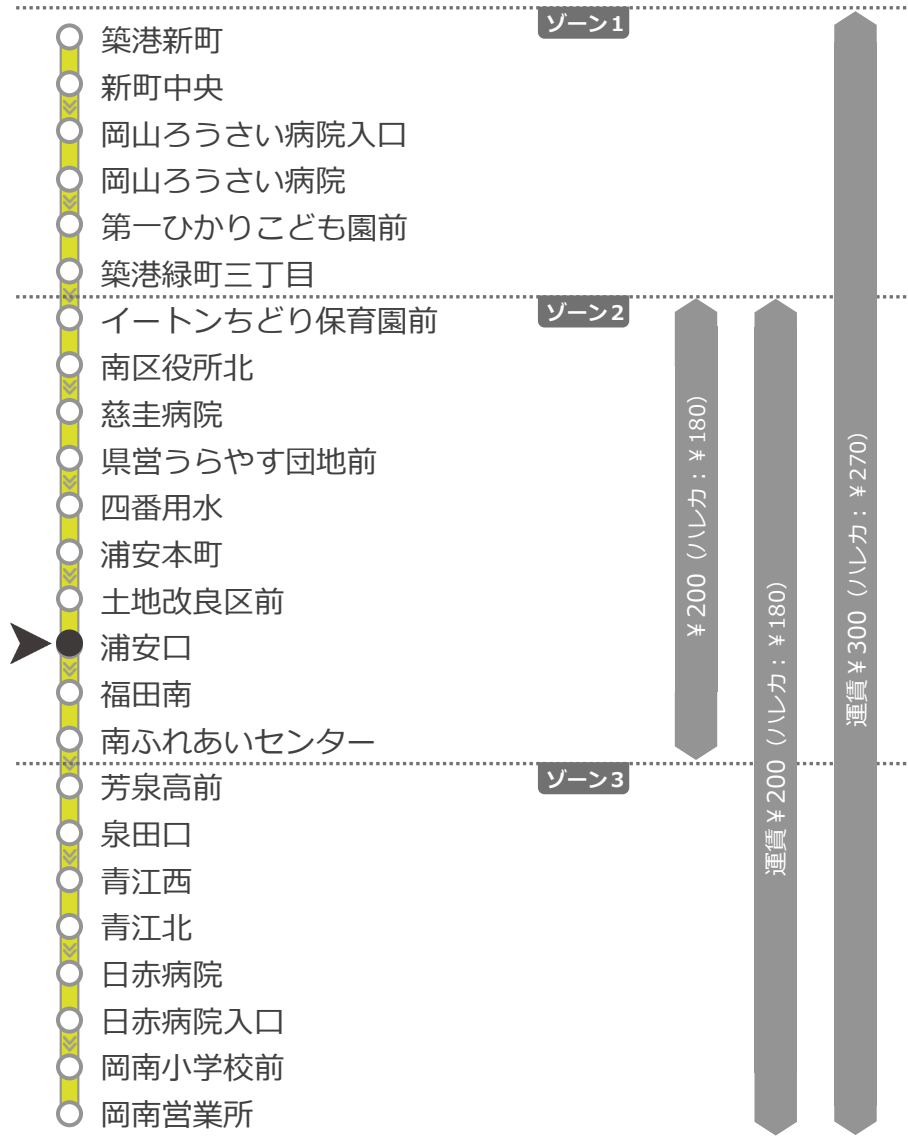 ゾーン1
築港新町
新町中央
岡山ろうさい病院入口
岡山ろうさい病院
第一ひかりこども園前
築港緑町三丁目
ゾーン2
イートンちどり保育園前
南区役所北
慈圭病院
県営うらやす団地前
四番用水
浦安本町
土地改良区前
浦安口
福田南
南ふれあいセンター
ゾーン3
芳泉高前
泉田口
青江西
青江北
日赤病院
日赤病院入口
岡南小学校前
岡南営業所
¥200（ハレカ：¥180）
運賃¥200（ハレカ：¥180）
運賃¥300（ハレカ：¥270）